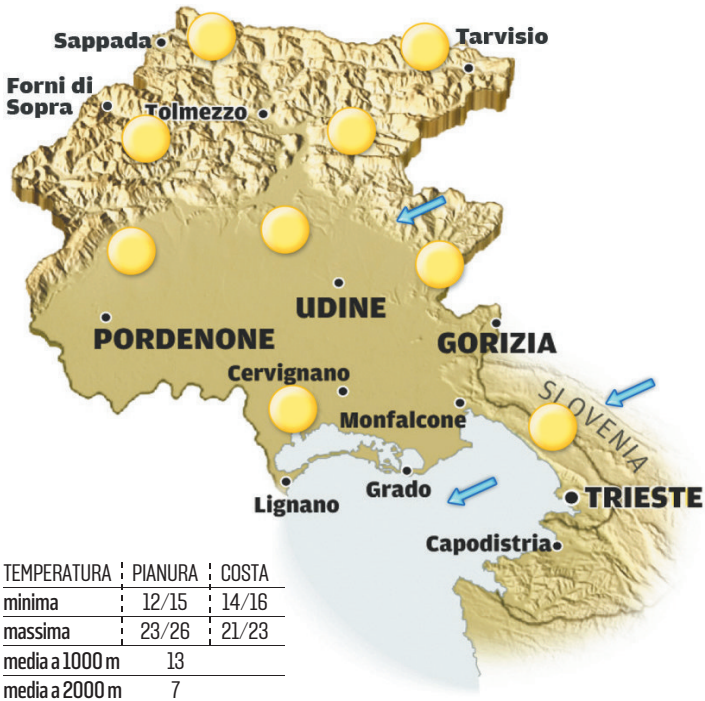 Sappada
Tarvisio
Forni di
Sopra
Tolmezzo
UDINE
PORDENONE
GORIZIA
Cervignano
SLOVENIA
Monfalcone
Grado
Lignano
TRIESTE
Capodistria
TEMPERATURA PIANURA COSTA
minima 12/15 14/16
massima 23/26 21/23
media a 1000 m 13
media a 2000 m 7